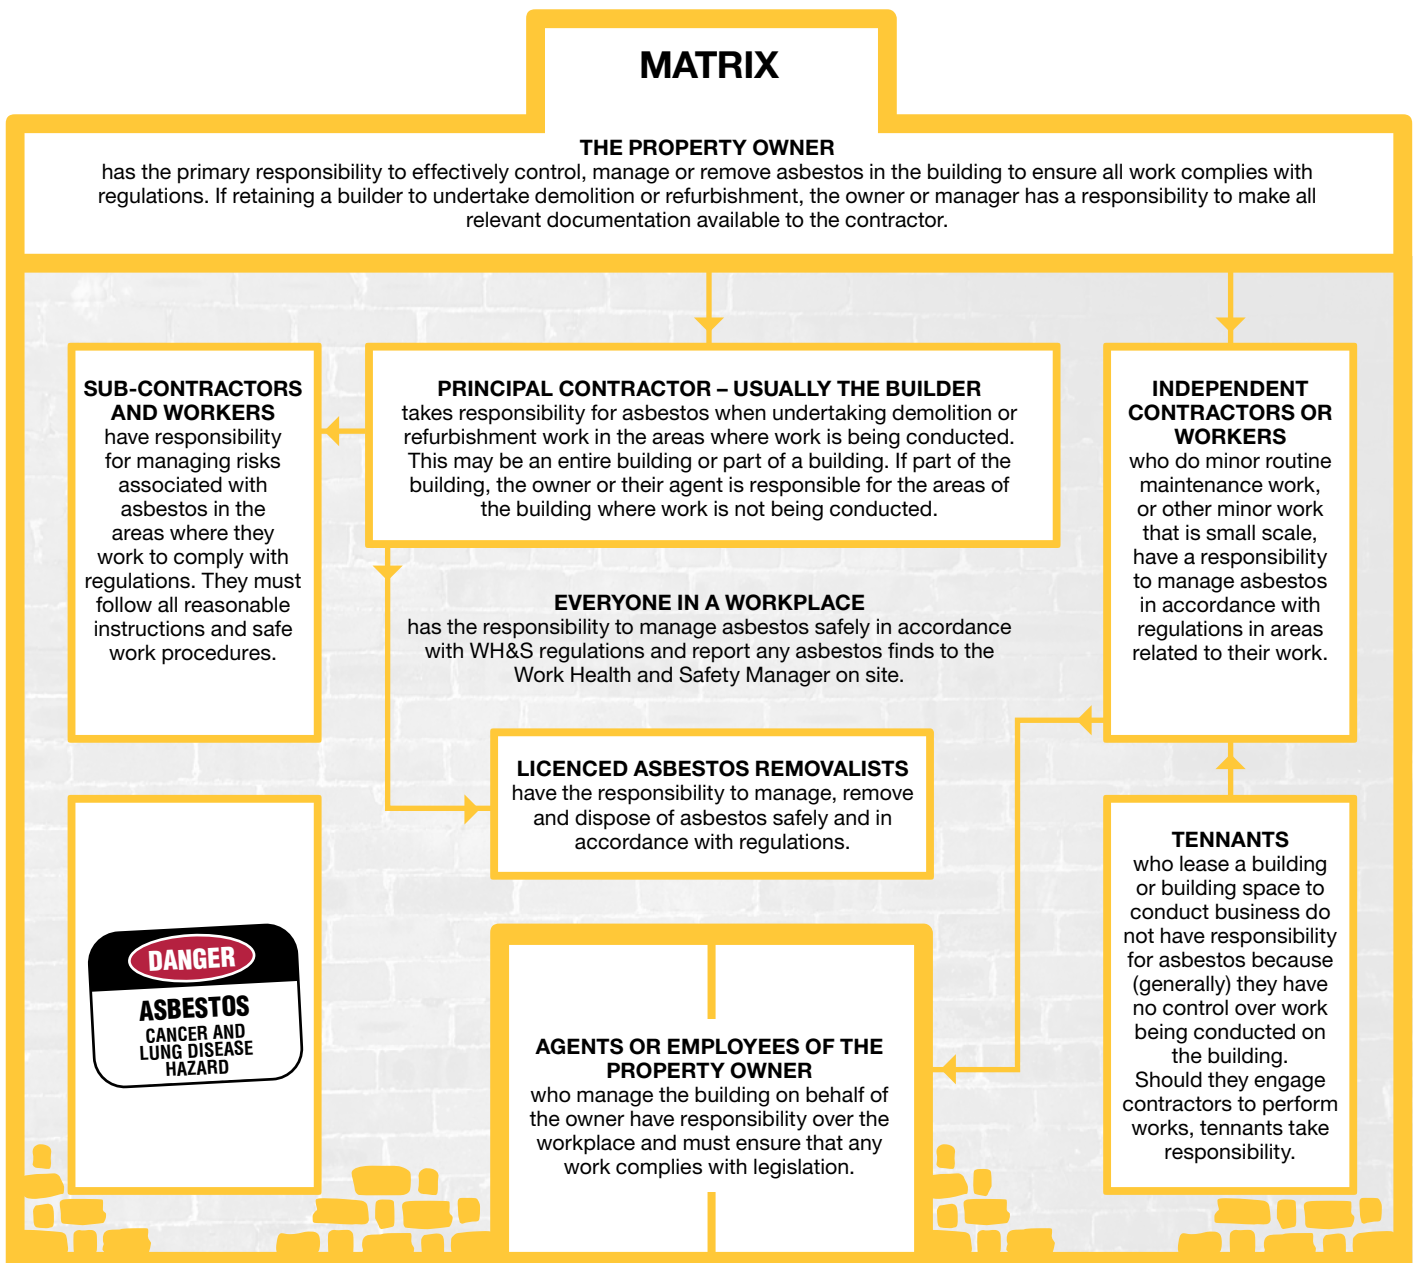 MATRIX
THE PROPERTY OWNER
has the primary responsibility to effectively control, manage or remove asbestos in the building to ensure all work complies with
regulations. If retaining a builder to undertake demolition or refurbishment, the owner or manager has a responsibility to make all
relevant documentation available to the contractor.
SUB-CONTRACTORS
AND WORKERS
have responsibility
for managing risks
associated with
asbestos in the
areas where they
work to comply with
regulations. They must
follow all reasonable
instructions and safe
work procedures.
PRINCIPAL CONTRACTOR – USUALLY THE BUILDER
takes responsibility for asbestos when undertaking demolition or
refurbishment work in the areas where work is being conducted.
This may be an entire building or part of a building. If part of the
building, the owner or their agent is responsible for the areas of
the building where work is not being conducted.
INDEPENDENT
CONTRACTORS OR
WORKERS
who do minor routine
maintenance work,
or other minor work
that is small scale,
have a responsibility
to manage asbestos
in accordance with
regulations in areas
related to their work.
EVERYONE IN A WORKPLACE
has the responsibility to manage asbestos safely in accordance
with WH&S regulations and report any asbestos finds to the
Work Health and Safety Manager on site.
LICENCED ASBESTOS REMOVALISTS
have the responsibility to manage, remove
and dispose of asbestos safely and in
accordance with regulations.
DANGER
ASBESTOS
CANCER AND
LUNG DISEASE
HAZARD
AGENTS OR EMPLOYEES OF THE
PROPERTY OWNER
who manage the building on behalf of
the owner have responsibility over the
workplace and must ensure that any
work complies with legislation.
TENNANTS
who lease a building
or building space to
conduct business do
not have responsibility
for asbestos because
(generally) they have
no control over work
being conducted on
the building.
Should they engage
contractors to perform
works, tennants take
responsibility.